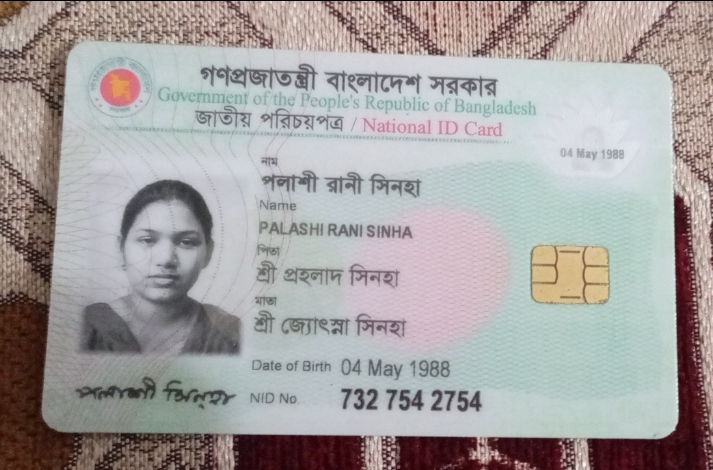 গণপ্রজাতন্ত্রী বাংলাদেশ সরকার
Government of the People's Republic of Bangladesh
জাতীয় পরিচয়পত্র / National ID Card
04 May 1988
নাম
পলাশী রানী সিনহা
Name
PALASHI RANI SINHA
পিতা
শ্রী প্রহলাদ সিনহা
মাতা
শ্রী জ্যোৎস্না সিনহা
Date of Birth 04 May 1988
পলাশী সিনহা NID No. 732 754 2754